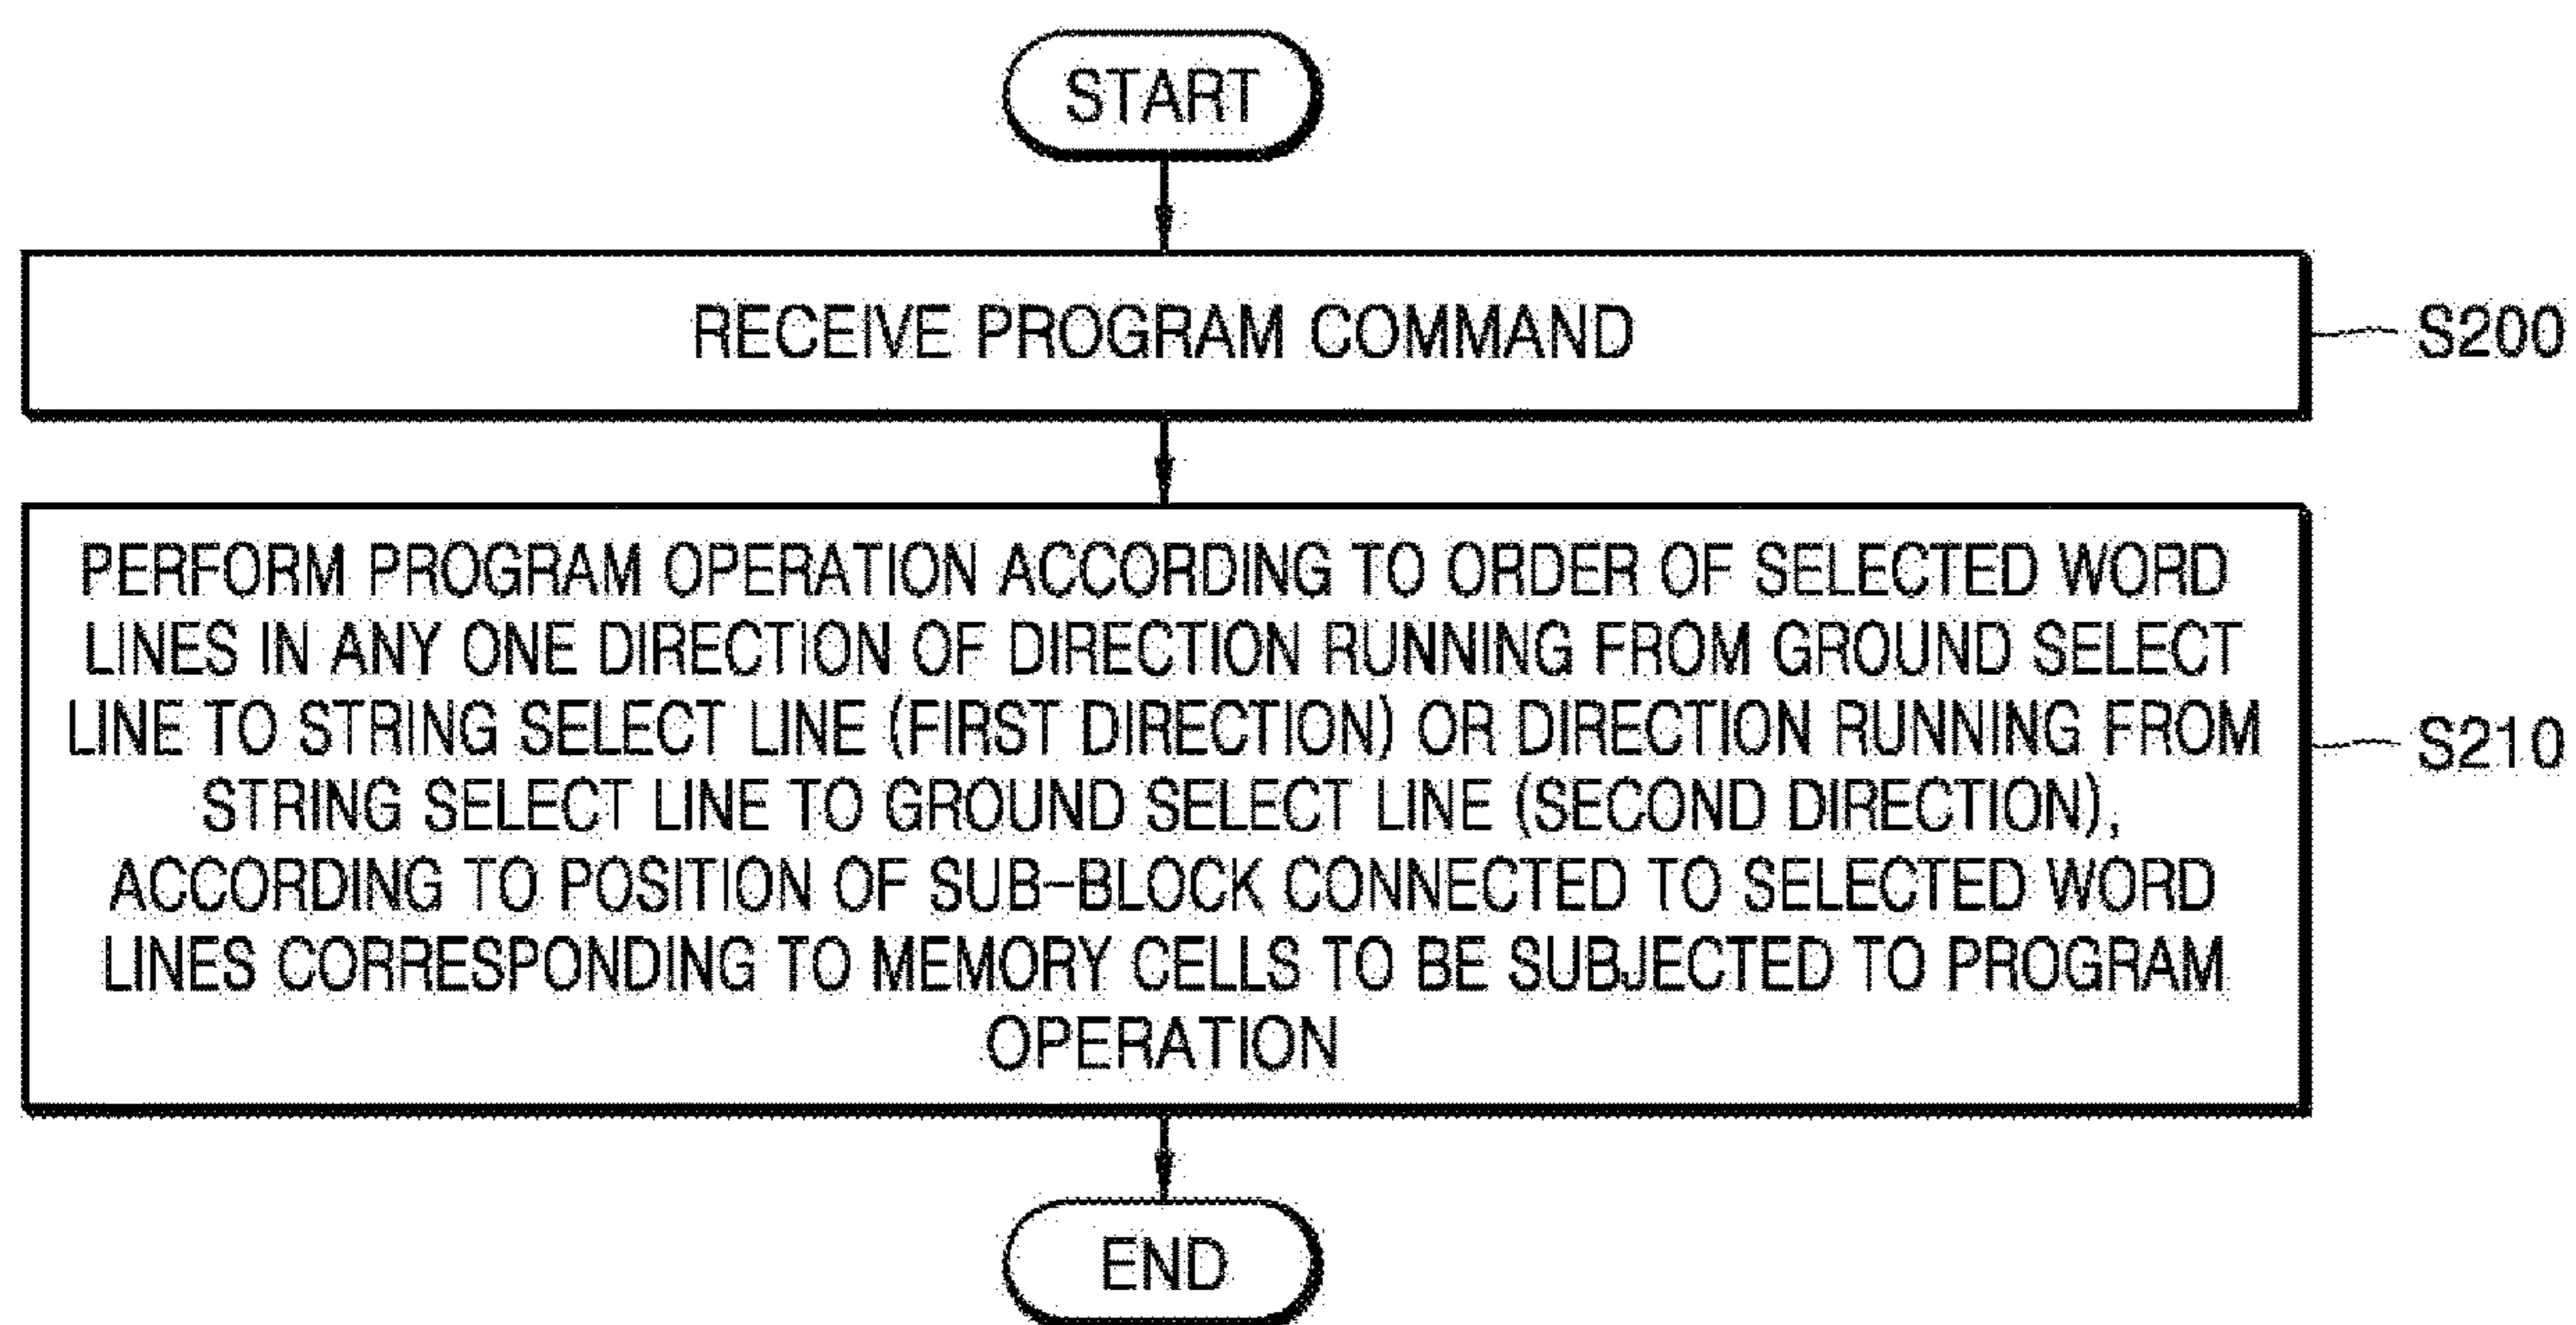 START
RECEIVE PROGRAM COMMAND
S200
PERFORM PROGRAM OPERATION ACCORDING TO ORDER OF SELECTED WORD
LINES IN ANY ONE DIRECTION OF DIRECTION RUNNING FROM GROUND SELECT
LINE TO STRING SELECT LINE (FIRST DIRECTION) OR DIRECTION RUNNING FROM
STRING SELECT LINE TO GROUND SELECT LINE (SECOND DIRECTION),
ACCORDING TO POSITION OF SUB-BLOCK CONNECTED TO SELECTED WORD
LINES CORRESPONDING TO MEMORY CELLS TO BE SUBJECTED TO PROGRAM
OPERATION
S210
END